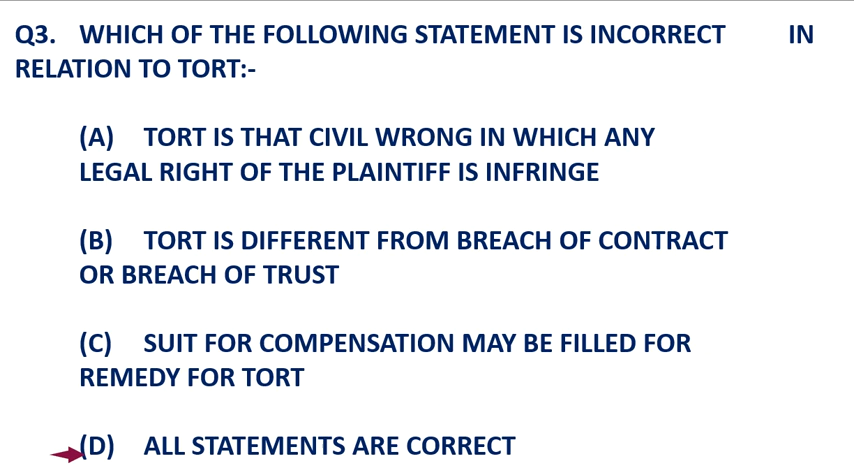 Q3. WHICH OF THE FOLLOWING STATEMENT IS INCORRECT IN
RELATION TO TORT:-
(A) TORT IS THAT CIVIL WRONG IN WHICH ANY
LEGAL RIGHT OF THE PLAINTIFF IS INFRINGE
(B) TORT IS DIFFERENT FROM BREACH OF CONTRACT
OR BREACH OF TRUST
(C) SUIT FOR COMPENSATION MAY BE FILLED FOR
REMEDY FOR TORT
(D) ALL STATEMENTS ARE CORRECT